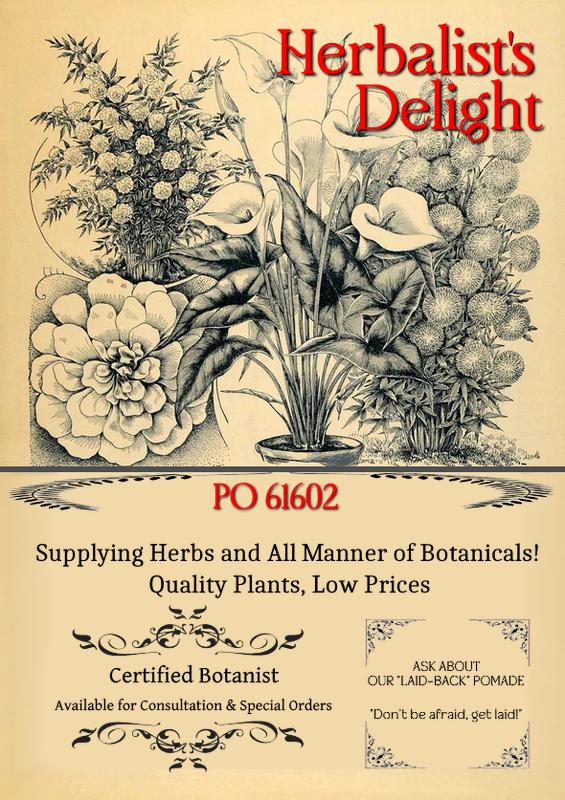 Herbalist's
Delight
PO 61602
Supplying Herbs and All Manner of Botanicals!
Quality Plants, Low Prices
Certified Botanist
Available for Consultation & Special Orders
ASK ABOUT
OUR "LAID-BACK" POMADE
"Don't be afraid, get laid!"